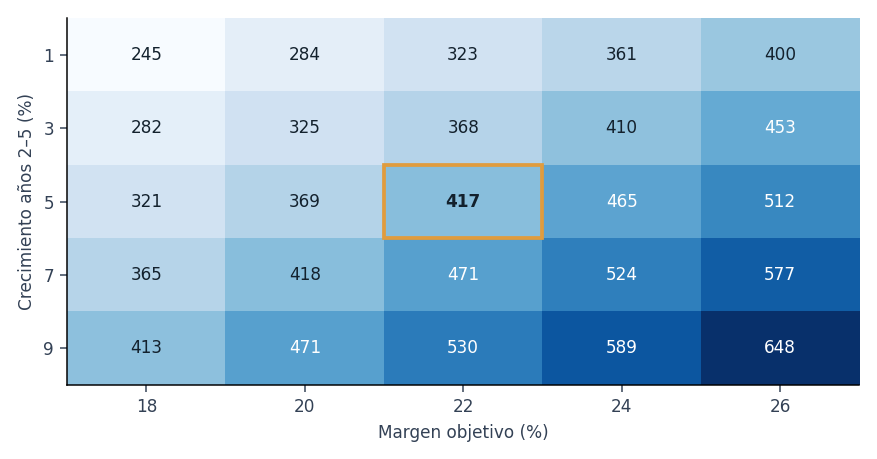 Crecimiento años 2–5 (%)
1 245 284 323 361 400
3 282 325 368 410 453
5 321 369 417 465 512
7 365 418 471 524 577
9 413 471 530 589 648
18 20 22 24 26
Margen objetivo (%)